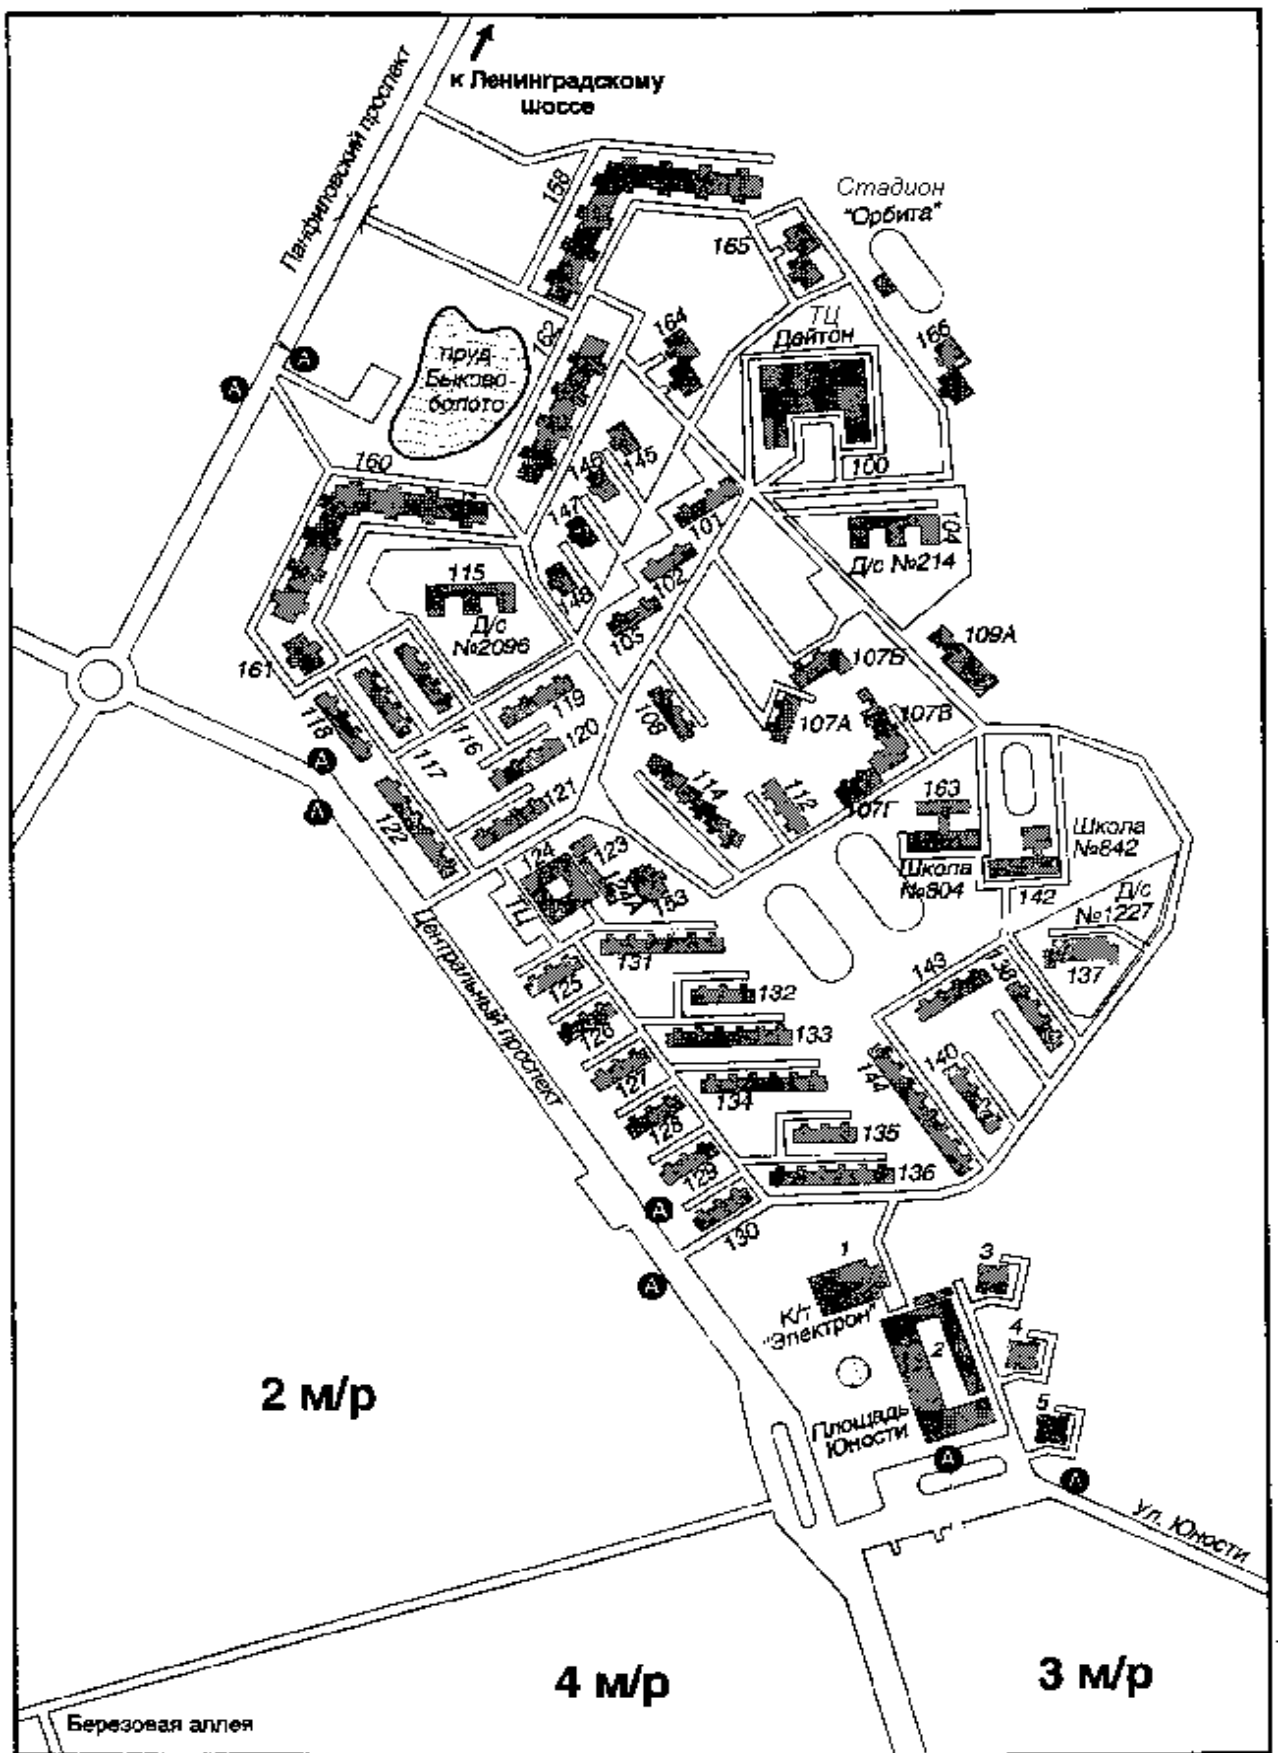 к Ленинградскому
шоссе
Панфиловский проспект
158
Стадион
"Орбита"
165
ТЦ
Дейтон
164
166
162
А
А
пруд
Быково
болото
160
145
146
100
147
101
104
Д/с №214
102
148
103
115
Д/с
№2096
109А
161
107Б
119
108
107А
107В
118
116
120
117
А
А
114
112
163
107Г
121
122
Школа
№842
Школа
№804
142
124
123
124А
153
ТЦ
Д/с
№1227
137
Центральный проспект
131
125
143
138
132
126
133
127
140
144
134
128
135
129
136
А
130
А
1
3
К/т
"Электрон"
4
2
2 м/р
5
Площадь
Юности
А
А
Ул. Юности
4 м/р
3 м/р
Березовая аллея